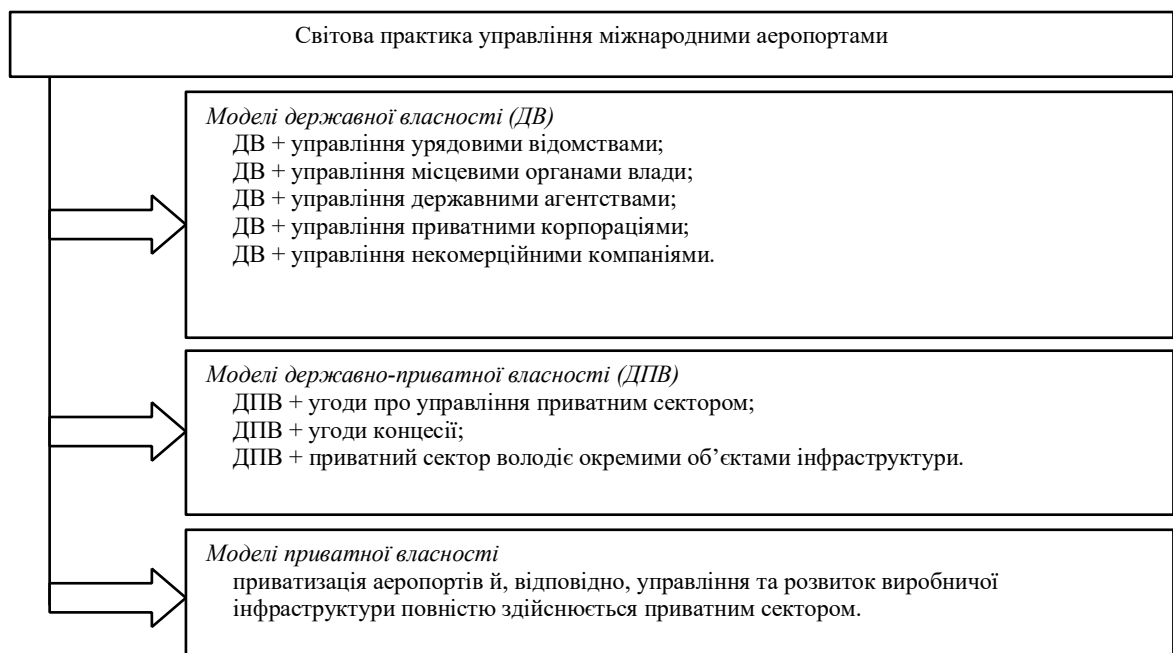 Світова практика управління міжнародними аеропортами
Моделі державної власності (ДВ)
ДВ + управління урядовими відомствами;
ДВ + управління місцевими органами влади;
ДВ + управління державними агентствами;
ДВ + управління приватними корпораціями;
ДВ + управління некомерційними компаніями.
Моделі державно-приватної власності (ДПВ)
ДПВ + угоди про управління приватним сектором;
ДПВ + угоди концесії;
ДПВ + приватний сектор володіє окремими об’єктами інфраструктури.
Моделі приватної власності
приватизація аеропортів й, відповідно, управління та розвиток виробничої
інфраструктури повністю здійснюється приватним сектором.